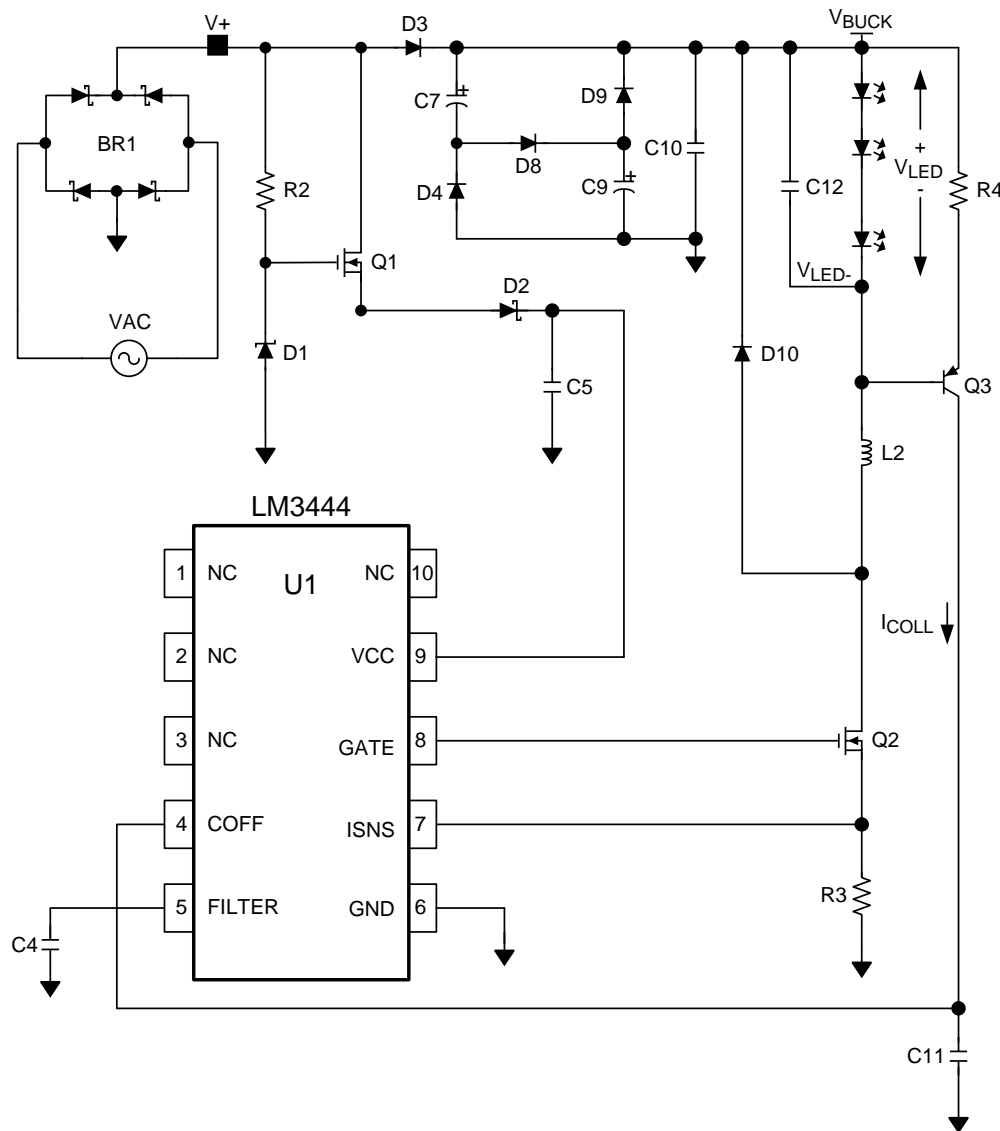 V+
D3
VBUCK
C7
+
D9
BR1
D8
C10
+
VLED
-
R2
D4
C9
+
C12
R4
Q1
VLED-
D2
VAC
D1
D10
C5
Q3
L2
LM3444
1
NC
U1
NC
10
ICOLL
2
NC
VCC
9
3
NC
GATE
8
Q2
4
COFF
ISNS
7
5
FILTER
GND
6
R3
C4
C11